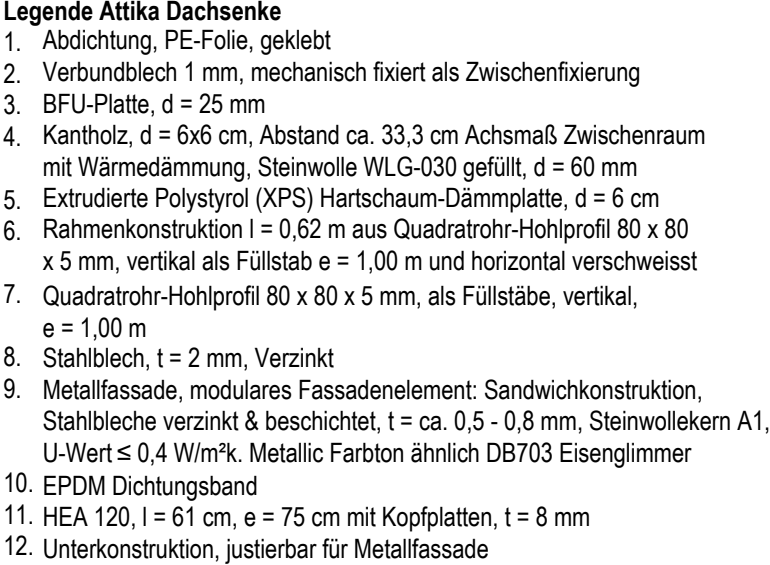 Legende Attika Dachsenke
1. Abdichtung, PE-Folie, geklebt
2. Verbundblech 1 mm, mechanisch fixiert als Zwischenfixierung
3. BFU-Platte, d = 25 mm
4. Kantholz, d = 6x6 cm, Abstand ca. 33,3 cm Achsmaß Zwischenraum
mit Wärmedämmung, Steinwolle WLG-030 gefüllt, d = 60 mm
5. Extrudierte Polystyrol (XPS) Hartschaum-Dämmplatte, d = 6 cm
6. Rahmenkonstruktion l = 0,62 m aus Quadratrohr-Hohlprofil 80 x 80
x 5 mm, vertikal als Füllstab e = 1,00 m und horizontal verschweisst
7. Quadratrohr-Hohlprofil 80 x 80 x 5 mm, als Füllstäbe, vertikal,
e = 1,00 m
8. Stahlblech, t = 2 mm, Verzinkt
9. Metallfassade, modulares Fassadenelement: Sandwichkonstruktion,
Stahlbleche verzinkt & beschichtet, t = ca. 0,5 - 0,8 mm, Steinwollekern A1,
U-Wert ≤ 0,4 W/m²k. Metallic Farbton ähnlich DB703 Eisenglimmer
10. EPDM Dichtungsband
11. HEA 120, l = 61 cm, e = 75 cm mit Kopfplatten, t = 8 mm
12. Unterkonstruktion, justierbar für Metallfassade